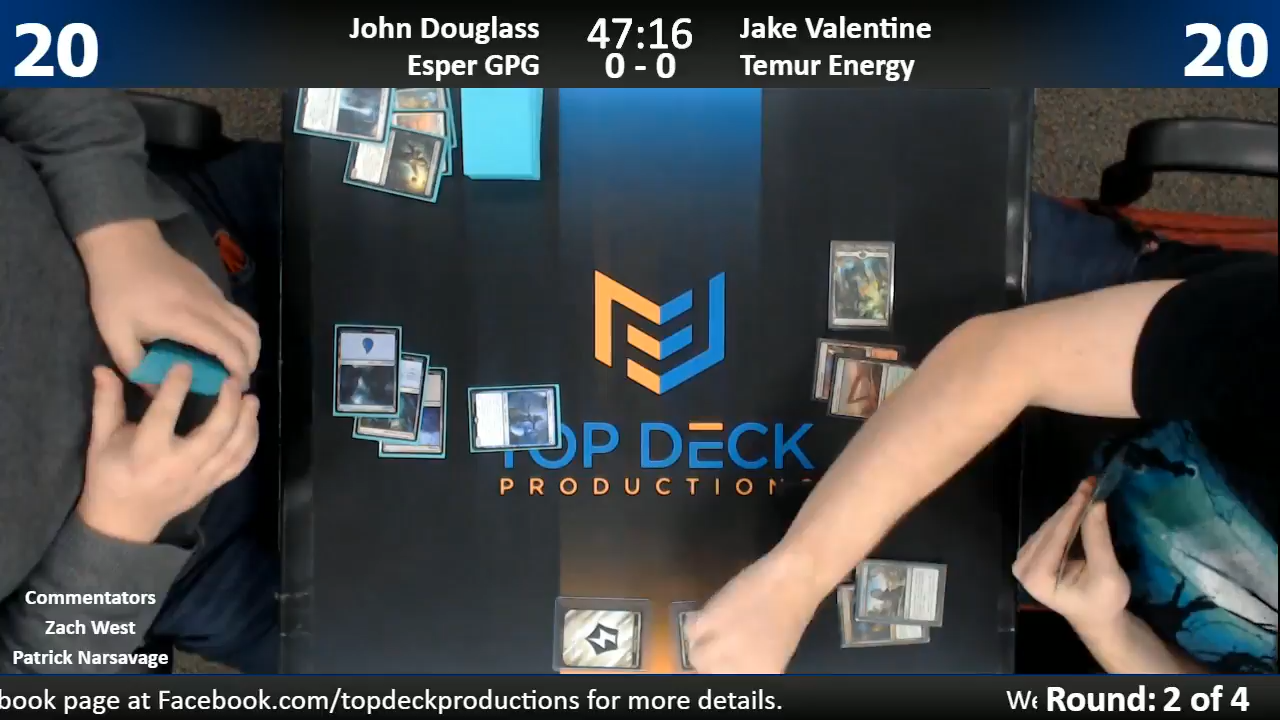 20
John Douglass
Esper GPG
47:16
0 - 0
Jake Valentine
Temur Energy
20
TOP DECK
PRODUCTION
Commentators
Zach West
Patrick Narsavage
book page at Facebook.com/topdeckproductions for more details.
Round: 2 of 4